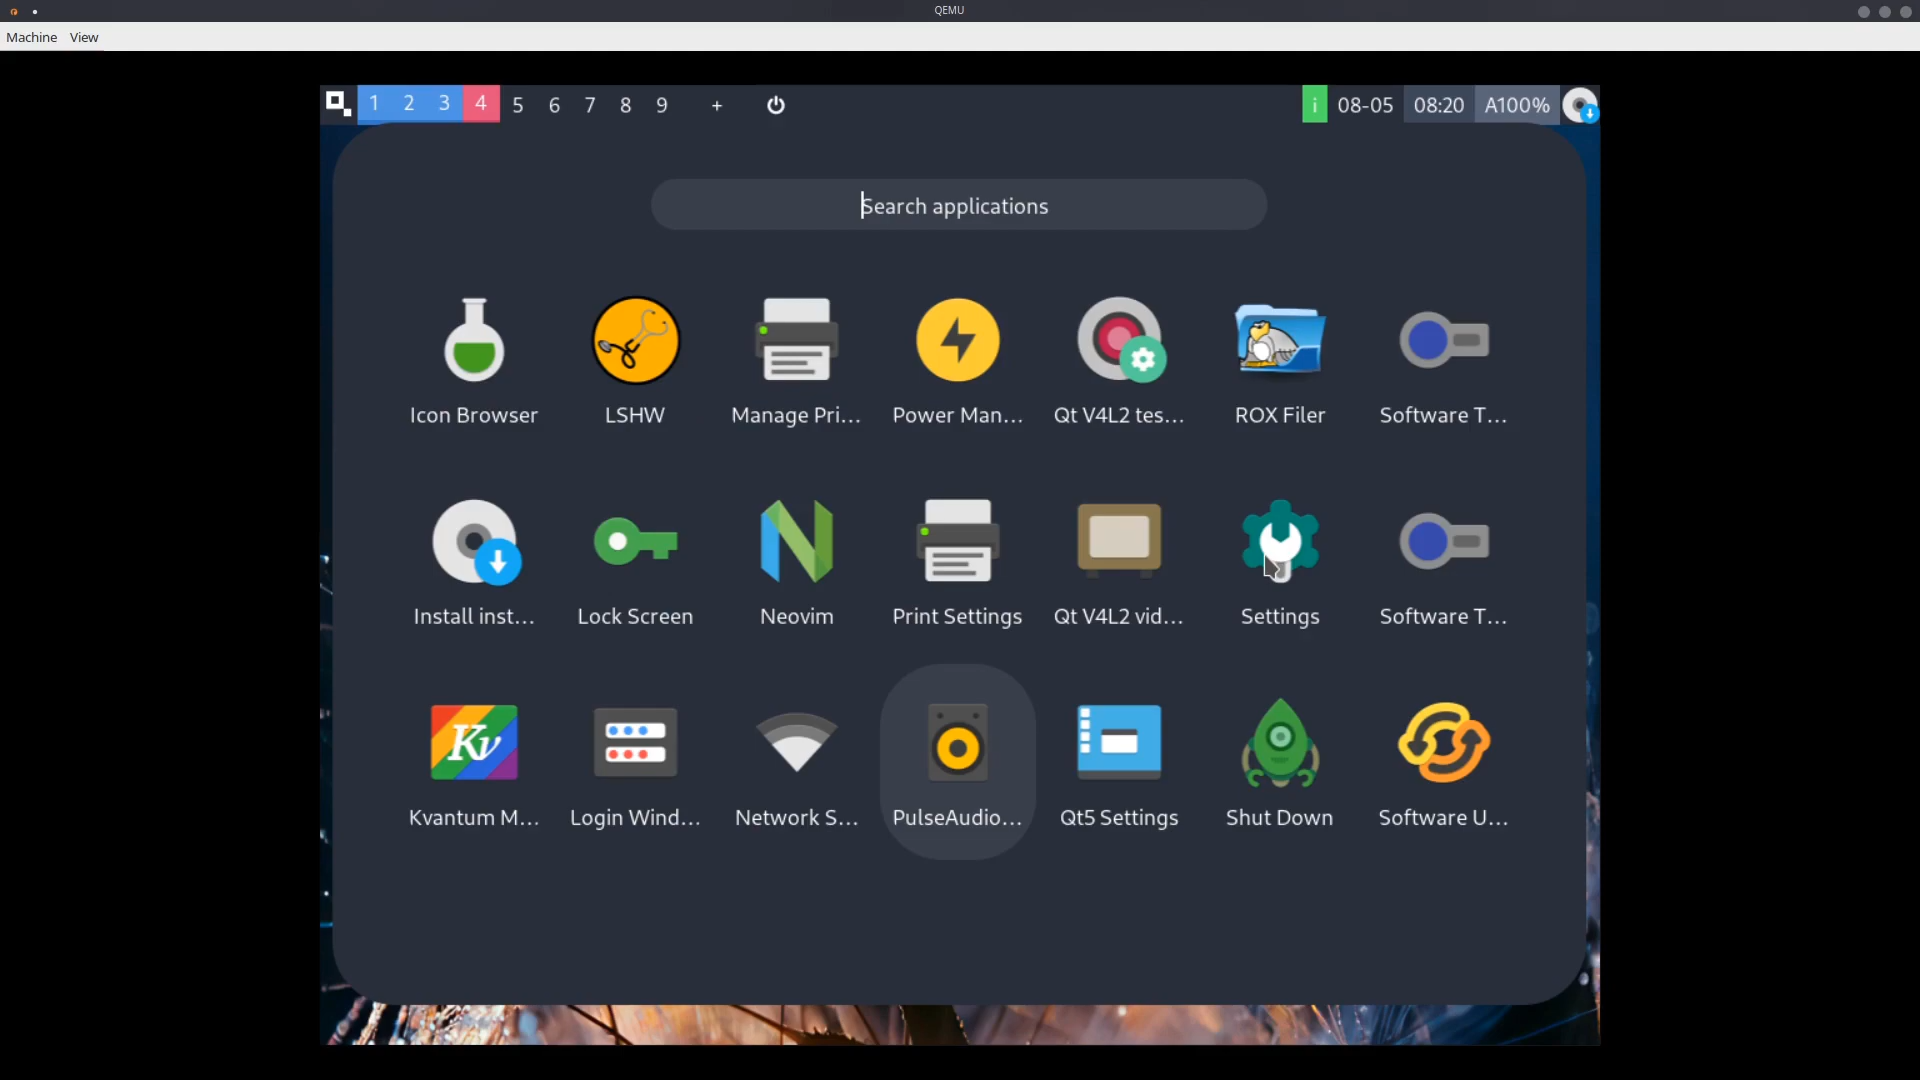 QEMU
Machine View
1 2 3 4 5 6 7 8 9 + i 08-05 08:20 A100%
Search applications
Icon Browser LSHW Manage Pri... Power Man... Qt V4L2 tes... ROX Filer Software T...
Install inst... Lock Screen Neovim Print Settings Qt V4L2 vid... Settings Software T...
Kv
Kvantum M... Login Wind... Network S... PulseAudio... Qt5 Settings Shut Down Software U...